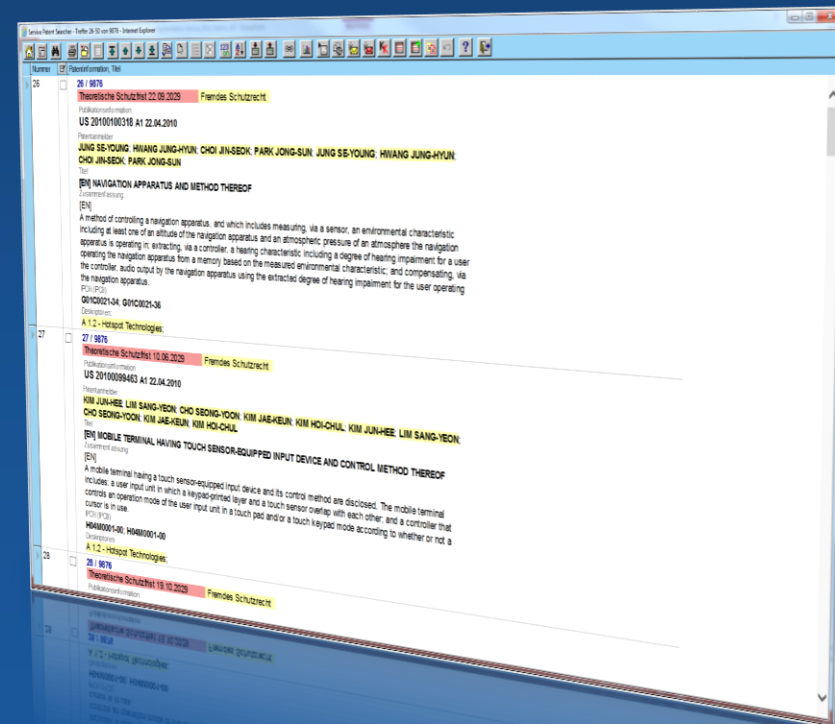 Service Patent Searcher - Treffer 26-50 von 9876 - Internet Explorer
Nummer Patentinformation, Titel
26
26 / 9876
Theoretische Schutzfrist 22.09.2029 Fremdes Schutzrecht
Publikationsinformation
US 20100100318 A1 22.04.2010
Patentanmelder:
JUNG SE-YOUNG; HWANG JUNG-HYUN; CHOI JIN-SEOK; PARK JONG-SUN; JUNG SE-YOUNG; HWANG JUNG-HYUN;
CHOI JIN-SEOK; PARK JONG-SUN
Titel
[EN] NAVIGATION APPARATUS AND METHOD THEREOF
Zusammenfassung:
[EN]
A method of controlling a navigation apparatus, and which includes measuring, via a sensor, an environmental characteristic
including at least one of an altitude of the navigation apparatus and an atmospheric pressure of an atmosphere the navigation
apparatus is operating in; extracting, via a controller, a hearing characteristic including a degree of hearing impairment for a user
operating the navigation apparatus from a memory based on the measured environmental characteristic; and compensating, via
the controller, audio output by the navigation apparatus using the extracted degree of hearing impairment for the user operating
the navigation apparatus.
IPCR (IPC8)
G01C0021-34; G01C0021-36
Deskriptoren:
A 1.2 - Hotspot Technologies;
27
27 / 9876
Theoretische Schutzfrist 10.06.2029 Fremdes Schutzrecht
Publikationsinformation
US 20100099463 A1 22.04.2010
Patentanmelder:
KIM JUN-HEE; LIM SANG-YEON; CHO SEONG-YOON; KIM JAE-KEUN; KIM HOI-CHUL; KIM JUN-HEE; LIM SANG-YEON;
CHO SEONG-YOON; KIM JAE-KEUN; KIM HOI-CHUL
Titel
[EN] MOBILE TERMINAL HAVING TOUCH SENSOR-EQUIPPED INPUT DEVICE AND CONTROL METHOD THEREOF
Zusammenfassung:
[EN]
A mobile terminal having a touch sensor-equipped input device and its control method are disclosed. The mobile terminal
includes: a user input unit in which a keypad-printed layer and a touch sensor overlap with each other; and a controller that
controls an operation mode of the user input unit in a touch pad and/or a touch keypad mode according to whether or not a
cursor is in use.
IPCR (IPC8)
H04M0001-00; H04M0001-00
Deskriptoren
A 1.2 - Hotspot Technologies;
28
28 / 9876
Theoretische Schutzfrist 19.10.2029 Fremdes Schutzrecht
Publikationsinformation: